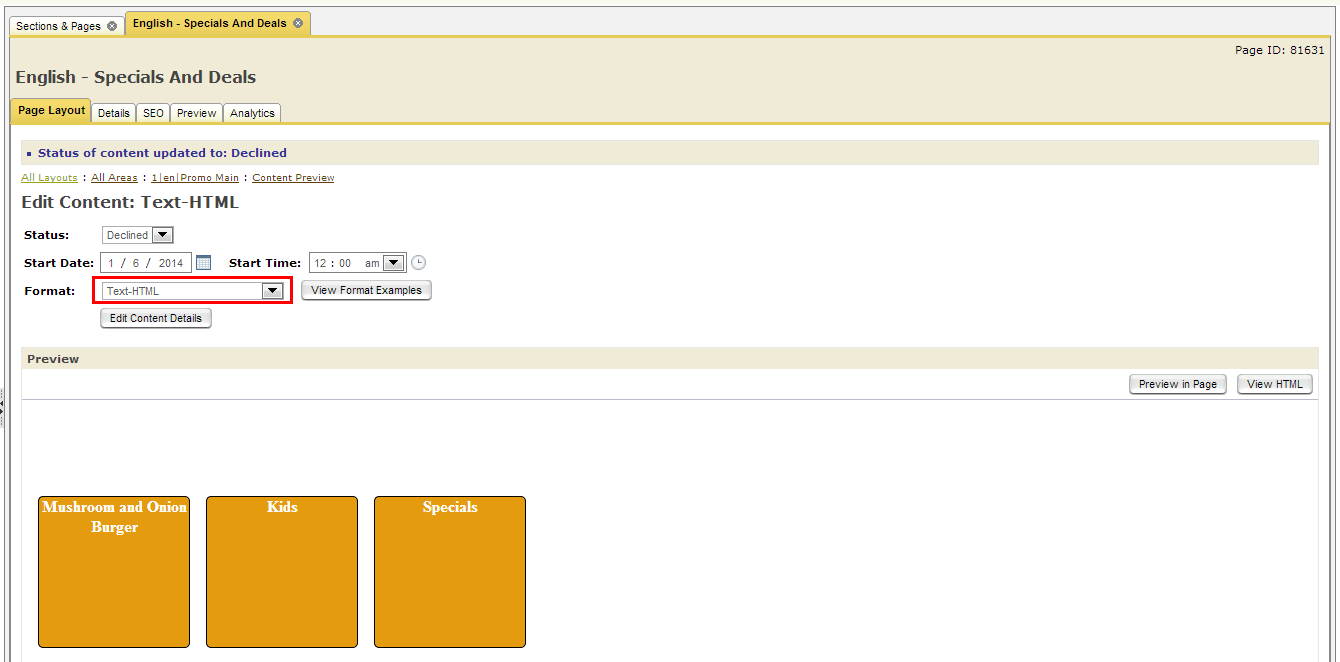 Sections & Pages
English - Specials And Deals
Page ID: 81631
English - Specials And Deals
Page Layout Details SEO Preview Analytics
Status of content updated to: Declined
All Layouts : All Areas : 1|en|Promo Main : Content Preview
Edit Content: Text-HTML
Status: Declined
Start Date: 1 / 6 / 2014 Start Time: 12 : 00 am
Format: Text-HTML View Format Examples
Edit Content Details
Preview
Preview in Page View HTML
Mushroom and Onion
Burger
Kids
Specials